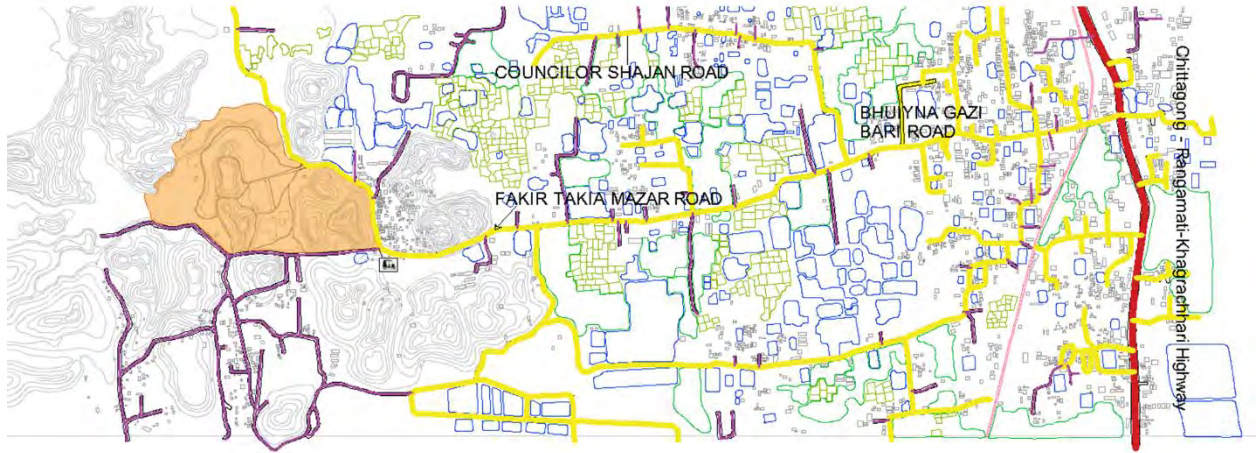 COUNCILOR SHAJAN ROAD
BHUIYNA GAZI
BARI ROAD
FAKIR TAKIA MAZAR ROAD
Chittagong - Rangamati-Khagrachhari Highway